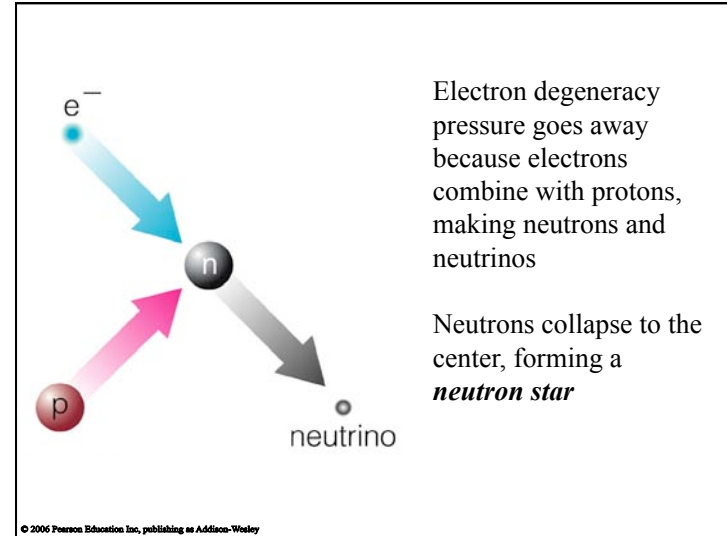 e⁻
n
p
neutrino
Electron degeneracy
pressure goes away
because electrons
combine with protons,
making neutrons and
neutrinos
Neutrons collapse to the
center, forming a
neutron star
© 2006 Pearson Education Inc, publishing as Addison-Wesley